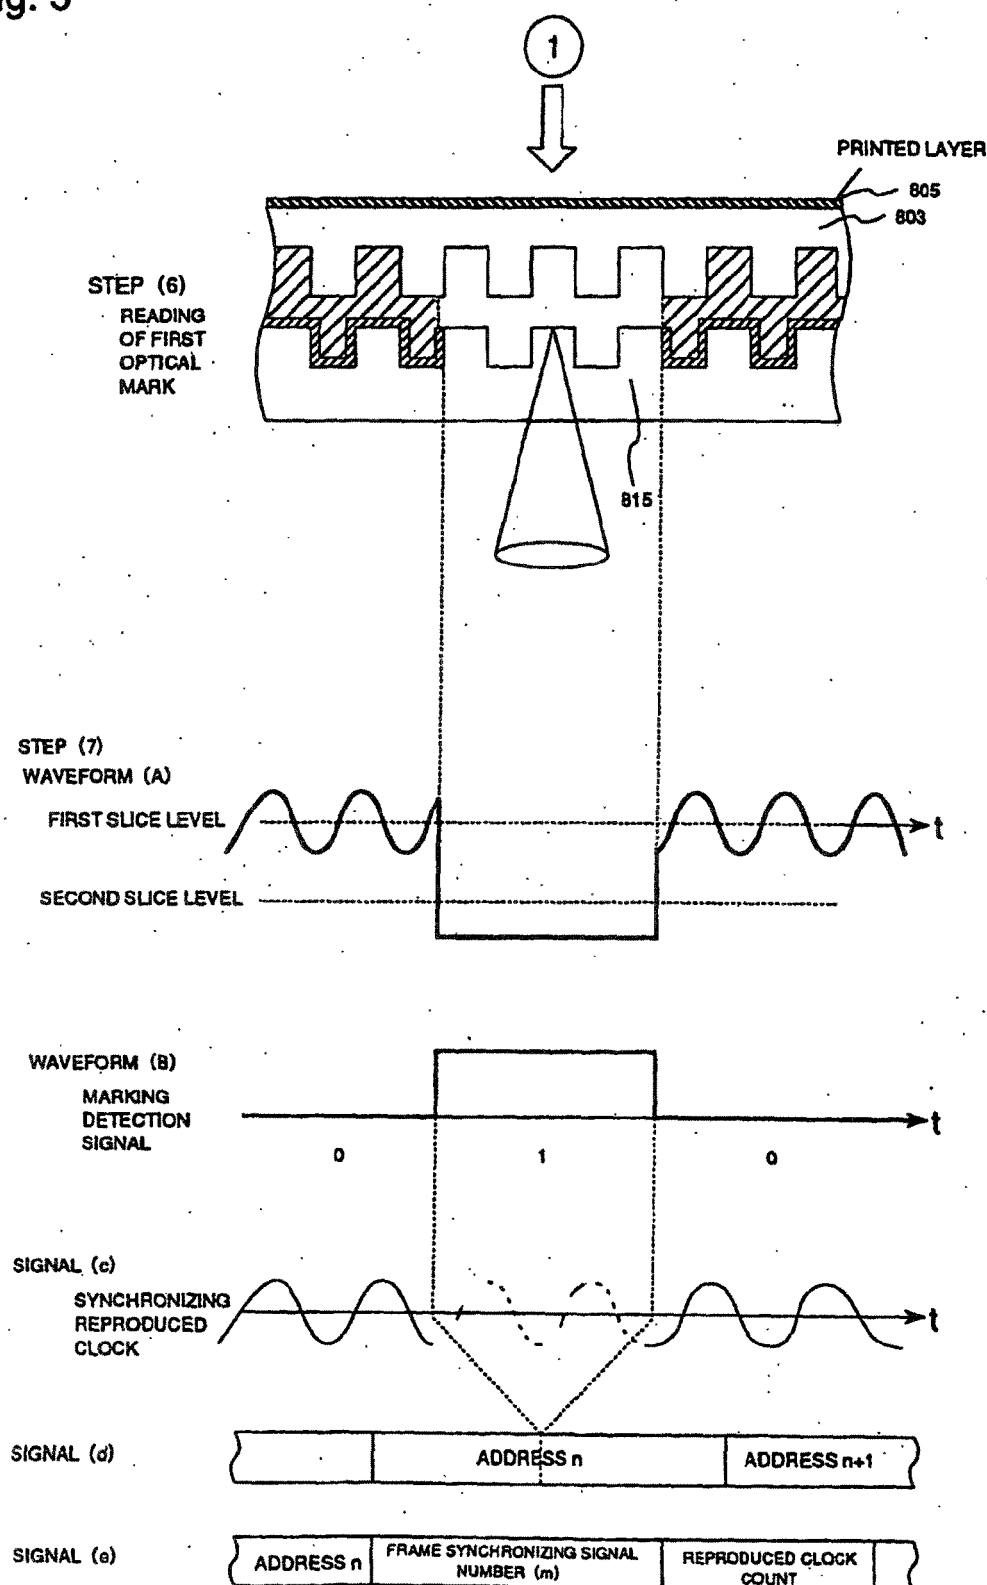 1
PRINTED LAYER
805
803
STEP (6)
READING
OF FIRST
OPTICAL
MARK
815
STEP (7)
WAVEFORM (A)
FIRST SLICE LEVEL
t
SECOND SLICE LEVEL
WAVEFORM (B)
MARKING
DETECTION
SIGNAL
t
0
1
0
SIGNAL (c)
SYNCHRONIZING
REPRODUCED
CLOCK
t
SIGNAL (d)
ADDRESS n
ADDRESS n+1
SIGNAL (e)
ADDRESS n
FRAME SYNCHRONIZING SIGNAL
NUMBER (m)
REPRODUCED CLOCK
COUNT